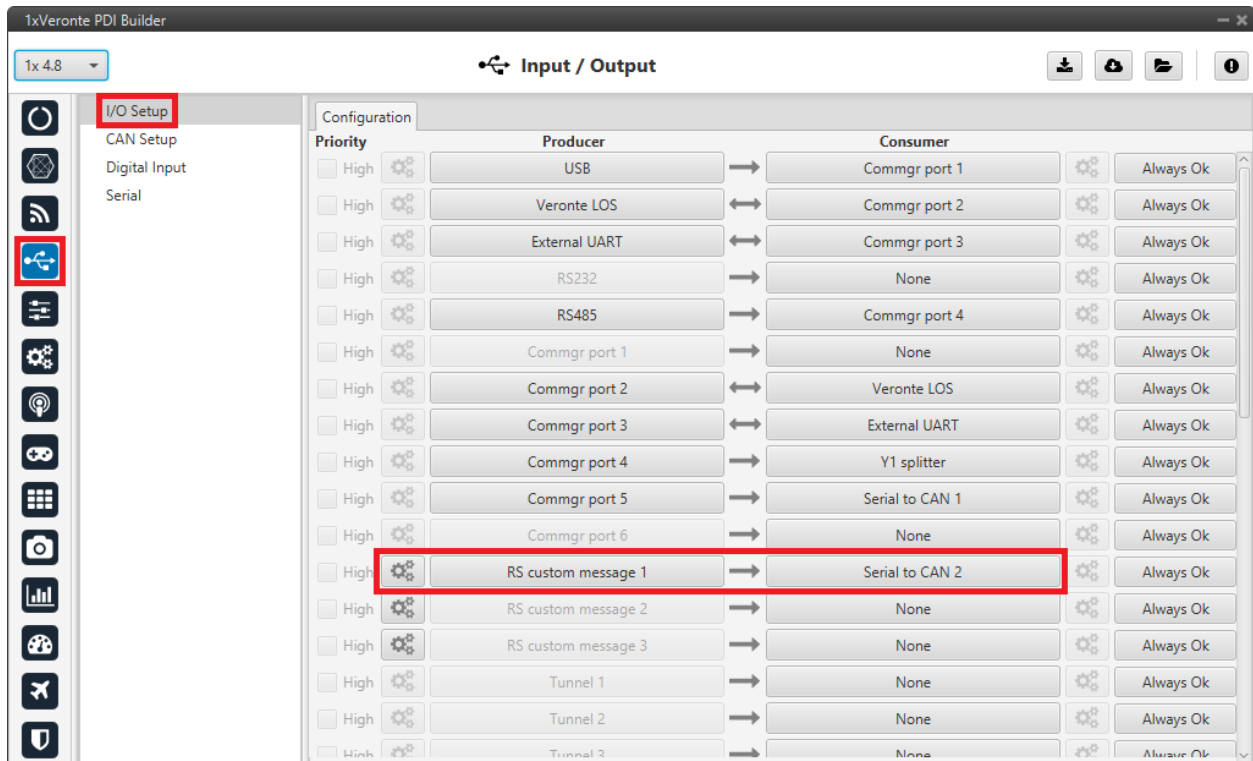 1xVeronte PDI Builder
1x 4.8
Input / Output
I/O Setup
CAN Setup
Digital Input
Serial
Configuration
Priority Producer Consumer
High USB Commgr port 1 Always Ok
High Veronte LOS Commgr port 2 Always Ok
High External UART Commgr port 3 Always Ok
High RS232 None Always Ok
High RS485 Commgr port 4 Always Ok
High Commgr port 1 None Always Ok
High Commgr port 2 Veronte LOS Always Ok
High Commgr port 3 External UART Always Ok
High Commgr port 4 Y1 splitter Always Ok
High Commgr port 5 Serial to CAN 1 Always Ok
High Commgr port 6 None Always Ok
High RS custom message 1 Serial to CAN 2 Always Ok
High RS custom message 2 None Always Ok
High RS custom message 3 None Always Ok
High Tunnel 1 None Always Ok
High Tunnel 2 None Always Ok
High Tunnel 3 None Always Ok